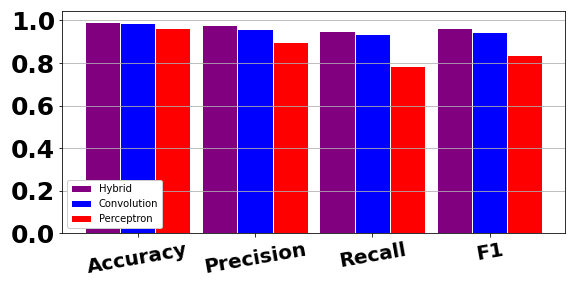 1.0
0.8
0.6
0.4
0.2
0.0
Hybrid
Convolution
Perceptron
Accuracy
Precision
Recall
F1